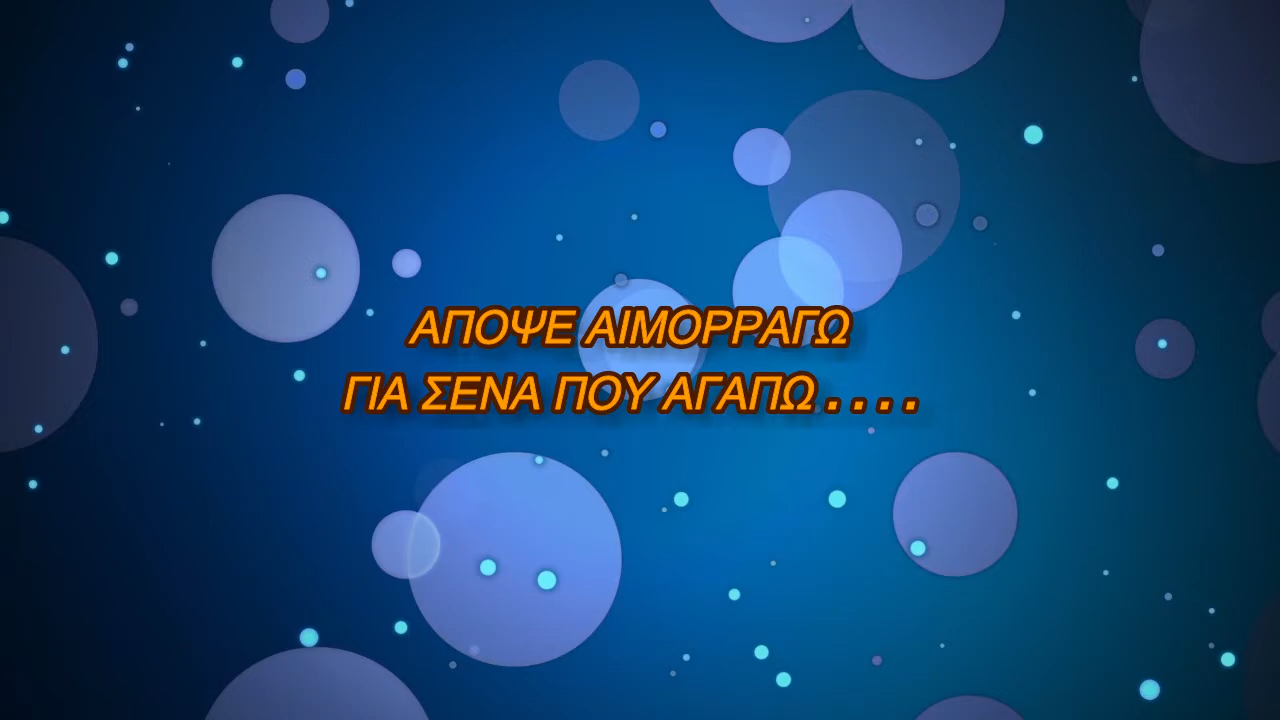 ΑΠΟΨΕ ΑΙΜΟΡΡΑΓΩ
ΓΙΑ ΣΕΝΑ ΠΟΥ ΑΓΑΠΩ . . . .